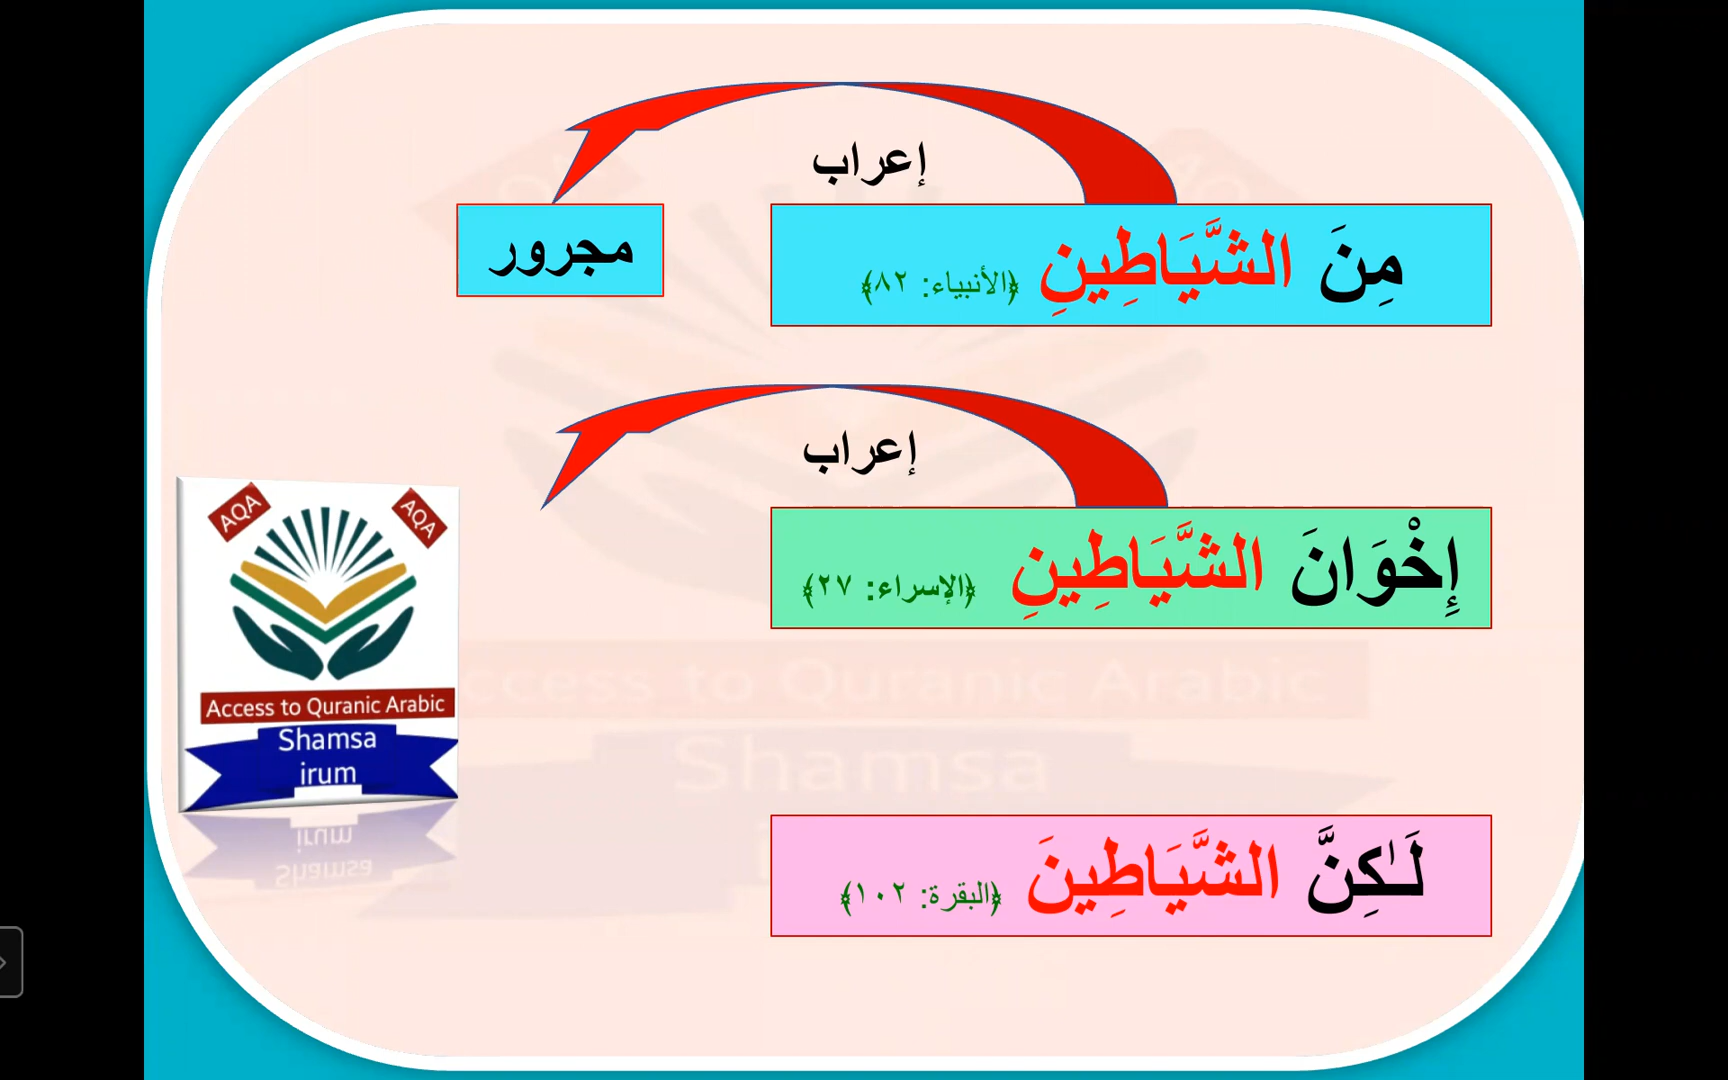 إعراب
مِنَ الشَّيَاطِينِ ﴿الأنبياء: ٨٢﴾
مجرور
إعراب
إِخْوَانَ الشَّيَاطِينِ ﴿الإسراء: ٢٧﴾
لَـٰكِنَّ الشَّيَاطِينَ ﴿البقرة: ١٠٢﴾
AQA
AQA
Access to Quranic Arabic
Shamsa
irum